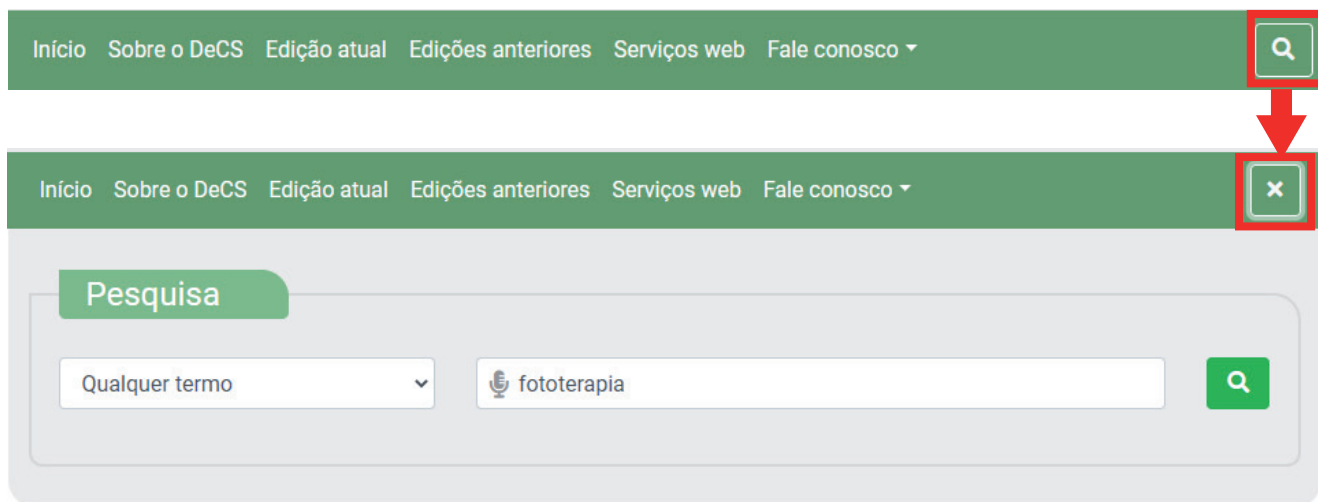 Início Sobre o DeCS Edição atual Edições anteriores Serviços web Fale conosco
Início Sobre o DeCS Edição atual Edições anteriores Serviços web Fale conosco
Pesquisa
Qualquer termo fototerapia